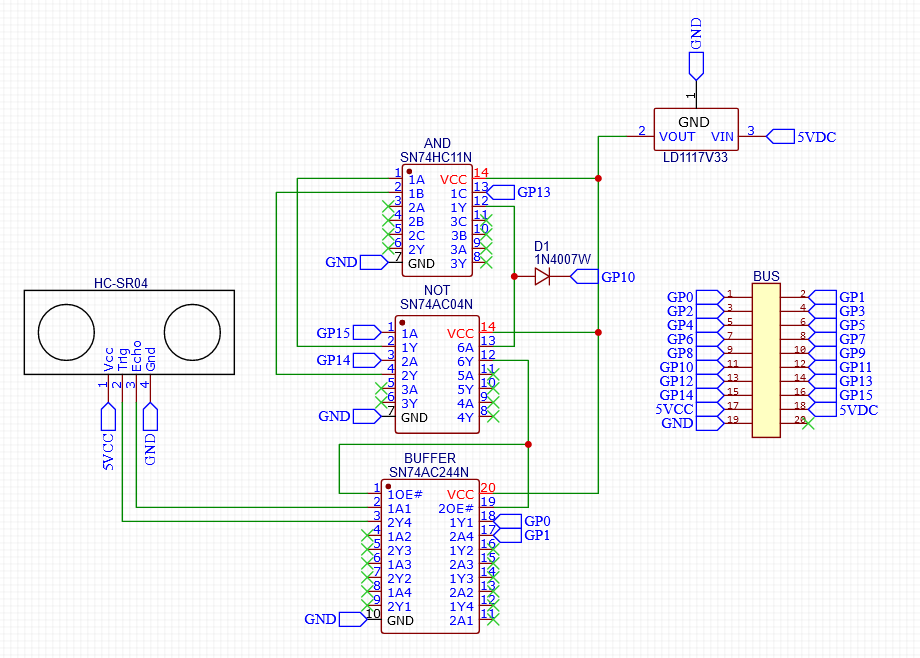 GND
1
GND
2 VOUT VIN 3 5VDC
LD1117V33
AND
SN74HC11N
1 1A VCC 14
2 1B 1C 13 GP13
3 2A 1Y 12
4 2B 3C 11
5 2C 3B 10
6 2Y 3A 9
GND 7 GND 3Y 8
D1
1N4007W
GP10
NOT
SN74AC04N
GP15 1 1A VCC 14
2 1Y 6A 13
GP14 3 2A 6Y 12
4 2Y 5A 11
5 3A 5Y 10
6 3Y 4A 9
GND 7 GND 4Y 8
HC-SR04
Vcc Trig Echo Gnd
1 2 3 4
5VCC GND
BUS
GP0 1 2 GP1
GP2 3 4 GP3
GP4 5 6 GP5
GP6 7 8 GP7
GP8 9 10 GP9
GP10 11 12 GP11
GP12 13 14 GP13
GP14 15 16 GP15
5VCC 17 18 5VDC
GND 19 20
BUFFER
SN74AC244N
1 1OE# VCC 20
2 1A1 2OE# 19
3 2Y4 1Y1 18 GP0
4 1A2 2A4 17 GP1
5 2Y3 1Y2 16
6 1A3 2A3 15
7 2Y2 1Y3 14
8 1A4 2A2 13
9 2Y1 1Y4 12
GND 10 GND 2A1 11